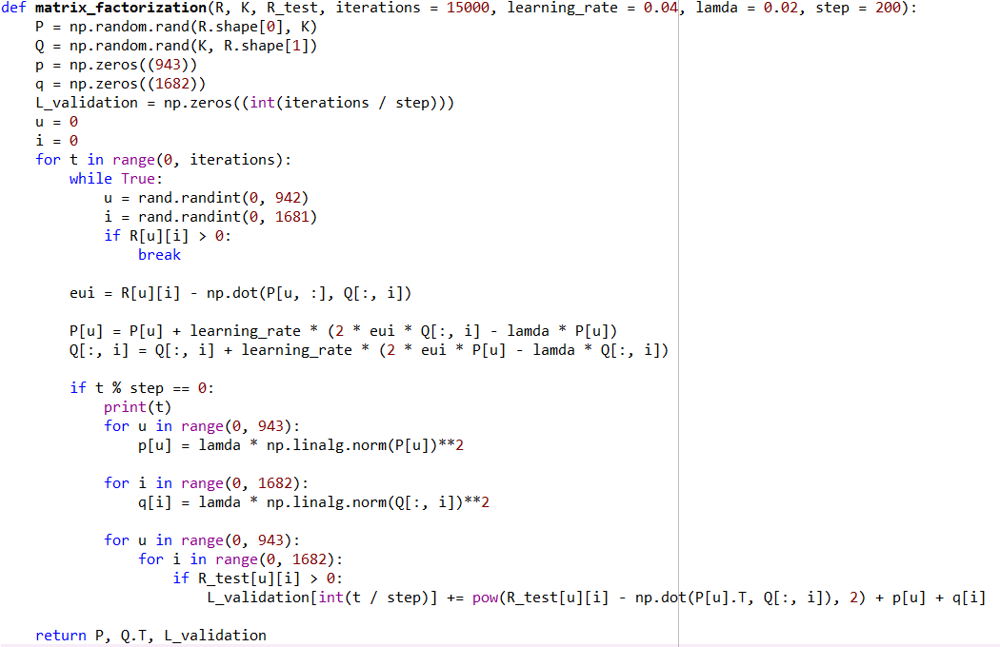 def matrix_factorization(R, K, R_test, iterations = 15000, learning_rate = 0.04, lamda = 0.02, step = 200):
    P = np.random.rand(R.shape[0], K)
    Q = np.random.rand(K, R.shape[1])
    p = np.zeros((943))
    q = np.zeros((1682))
    L_validation = np.zeros((int(iterations / step)))
    u = 0
    i = 0
    for t in range(0, iterations):
        while True:
            u = rand.randint(0, 942)
            i = rand.randint(0, 1681)
            if R[u][i] > 0:
                break

        eui = R[u][i] - np.dot(P[u, :], Q[:, i])

        P[u] = P[u] + learning_rate * (2 * eui * Q[:, i] - lamda * P[u])
        Q[:, i] = Q[:, i] + learning_rate * (2 * eui * P[u] - lamda * Q[:, i])

        if t % step == 0:
            print(t)
            for u in range(0, 943):
                p[u] = lamda * np.linalg.norm(P[u])**2

            for i in range(0, 1682):
                q[i] = lamda * np.linalg.norm(Q[:, i])**2

            for u in range(0, 943):
                for i in range(0, 1682):
                    if R_test[u][i] > 0:
                        L_validation[int(t / step)] += pow(R_test[u][i] - np.dot(P[u].T, Q[:, i]), 2) + p[u] + q[i]

    return P, Q.T, L_validation